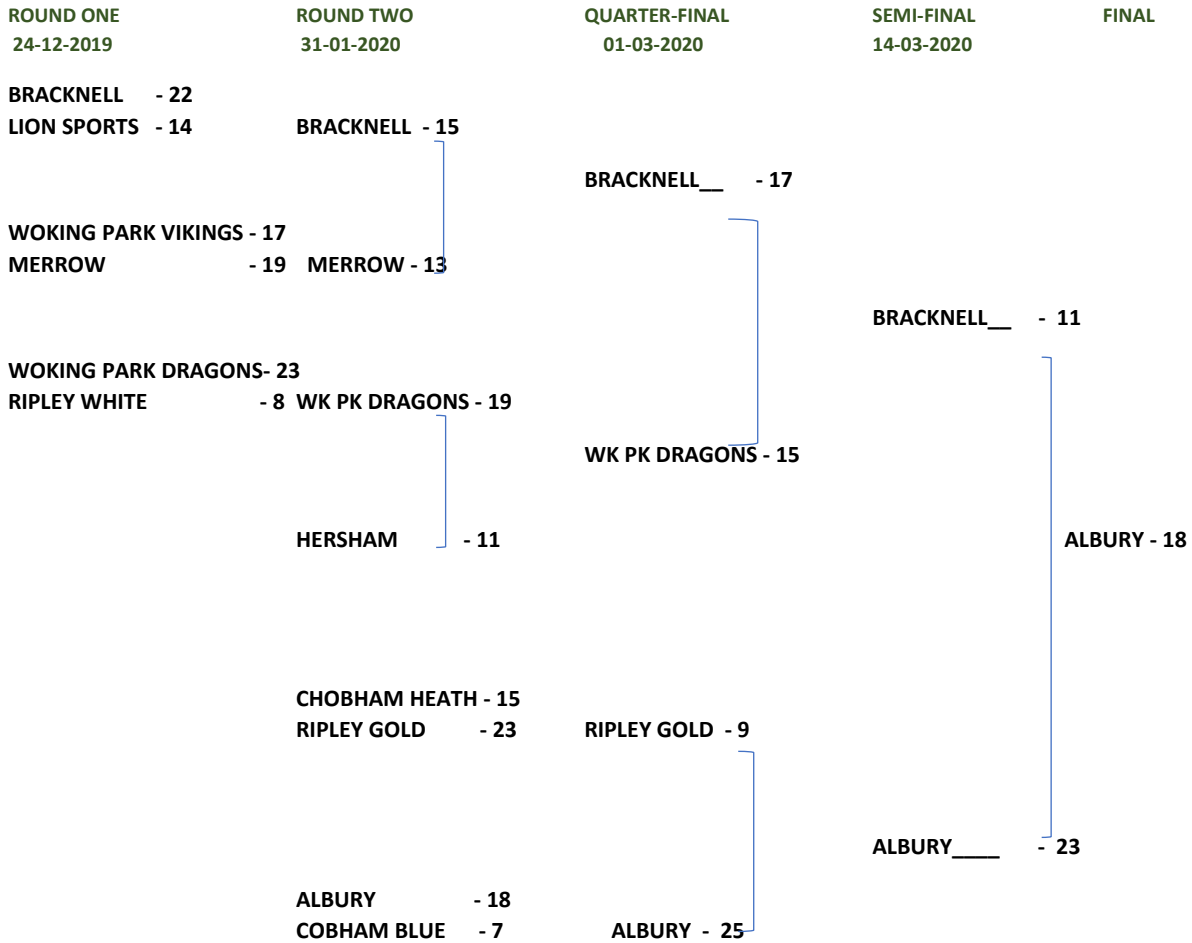 ROUND ONE ROUND TWO QUARTER-FINAL SEMI-FINAL FINAL
24-12-2019 31-01-2020 01-03-2020 14-03-2020
BRACKNELL - 22
LION SPORTS - 14 BRACKNELL - 15
BRACKNELL__ - 17
WOKING PARK VIKINGS - 17
MERROW - 19 MERROW - 13
BRACKNELL__ - 11
WOKING PARK DRAGONS- 23
RIPLEY WHITE - 8 WK PK DRAGONS - 19
WK PK DRAGONS - 15
HERSHAM - 11 ALBURY - 18
CHOBHAM HEATH - 15
RIPLEY GOLD - 23 RIPLEY GOLD - 9
ALBURY____ - 23
ALBURY - 18
COBHAM BLUE - 7 ALBURY - 25